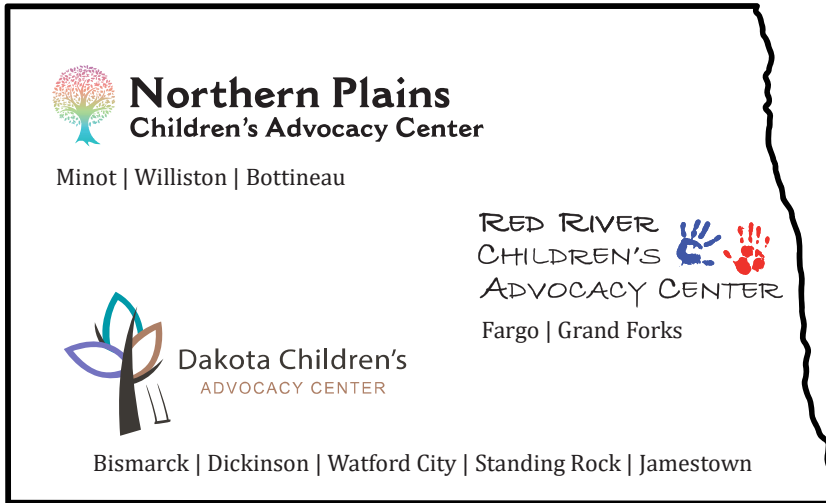 Northern Plains
Children's Advocacy Center
Minot | Williston | Bottineau
RED RIVER
CHILDREN'S
ADVOCACY CENTER
Fargo | Grand Forks
Dakota Children's
ADVOCACY CENTER
Bismarck | Dickinson | Watford City | Standing Rock | Jamestown